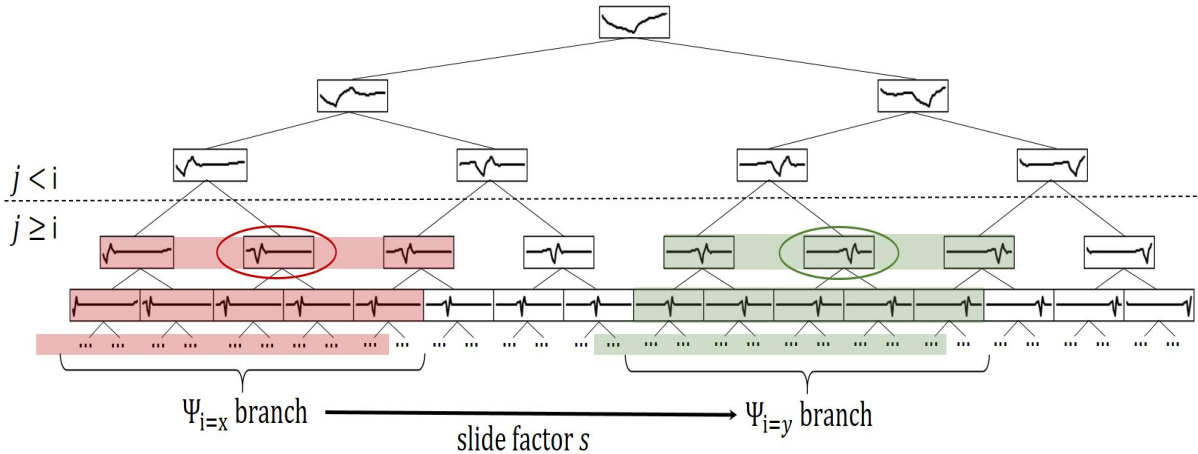 j < i
j ≥ i
... ... ... ... ... ... ... ... ... ... ... ... ... ... ... ... ... ... ... ... ... ... ... ... ... ... ... ... ... ... ... ...
Ψi=x branch
Ψi=y branch
slide factor s